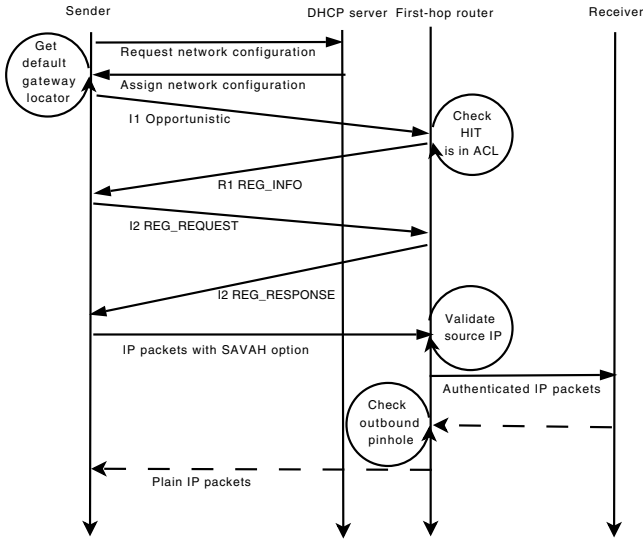 Sender
DHCP server
First-hop router
Receiver
Request network configuration
Get
default
gateway
locator
Assign network configuration
I1 Opportunistic
Check
HIT
is in ACL
R1 REG_INFO
I2 REG_REQUEST
I2 REG_RESPONSE
Validate
source IP
IP packets with SAVAH option
Authenticated IP packets
Check
outbound
pinhole
Plain IP packets